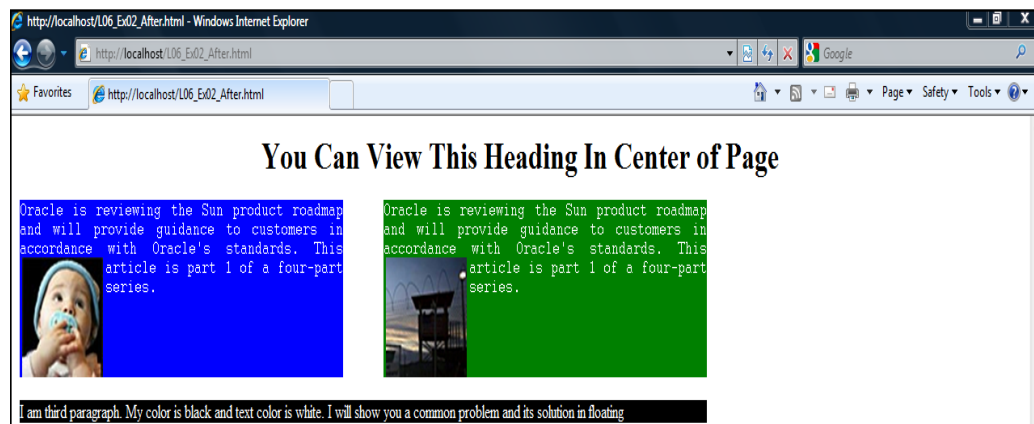 http://localhost/L06_Ex02_After.html - Windows Internet Explorer
http://localhost/L06_Ex02_After.html
Google
Favorites
http://localhost/L06_Ex02_After.html
Page
Safety
Tools
You Can View This Heading In Center of Page
Oracle is reviewing the Sun product roadmap
and will provide guidance to customers in
accordance with Oracle's standards. This
article is part 1 of a four-part
series.
Oracle is reviewing the Sun product roadmap
and will provide guidance to customers in
accordance with Oracle's standards. This
article is part 1 of a four-part
series.
I am third paragraph. My color is black and text color is white. I will show you a common problem and its solution in floating